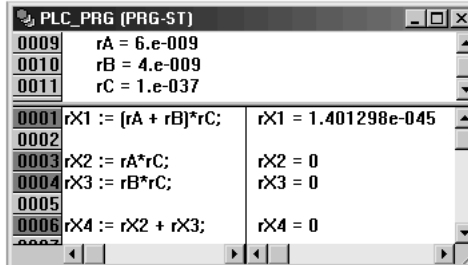 PLC_PRG (PRG-ST)
0009 rA = 6.e-009
0010 rB = 4.e-009
0011 rC = 1.e-037
0001 rX1 := (rA + rB)*rC; rX1 = 1.401298e-045
0002
0003 rX2 := rA*rC; rX2 = 0
0004 rX3 := rB*rC; rX3 = 0
0005
0006 rX4 := rX2 + rX3; rX4 = 0